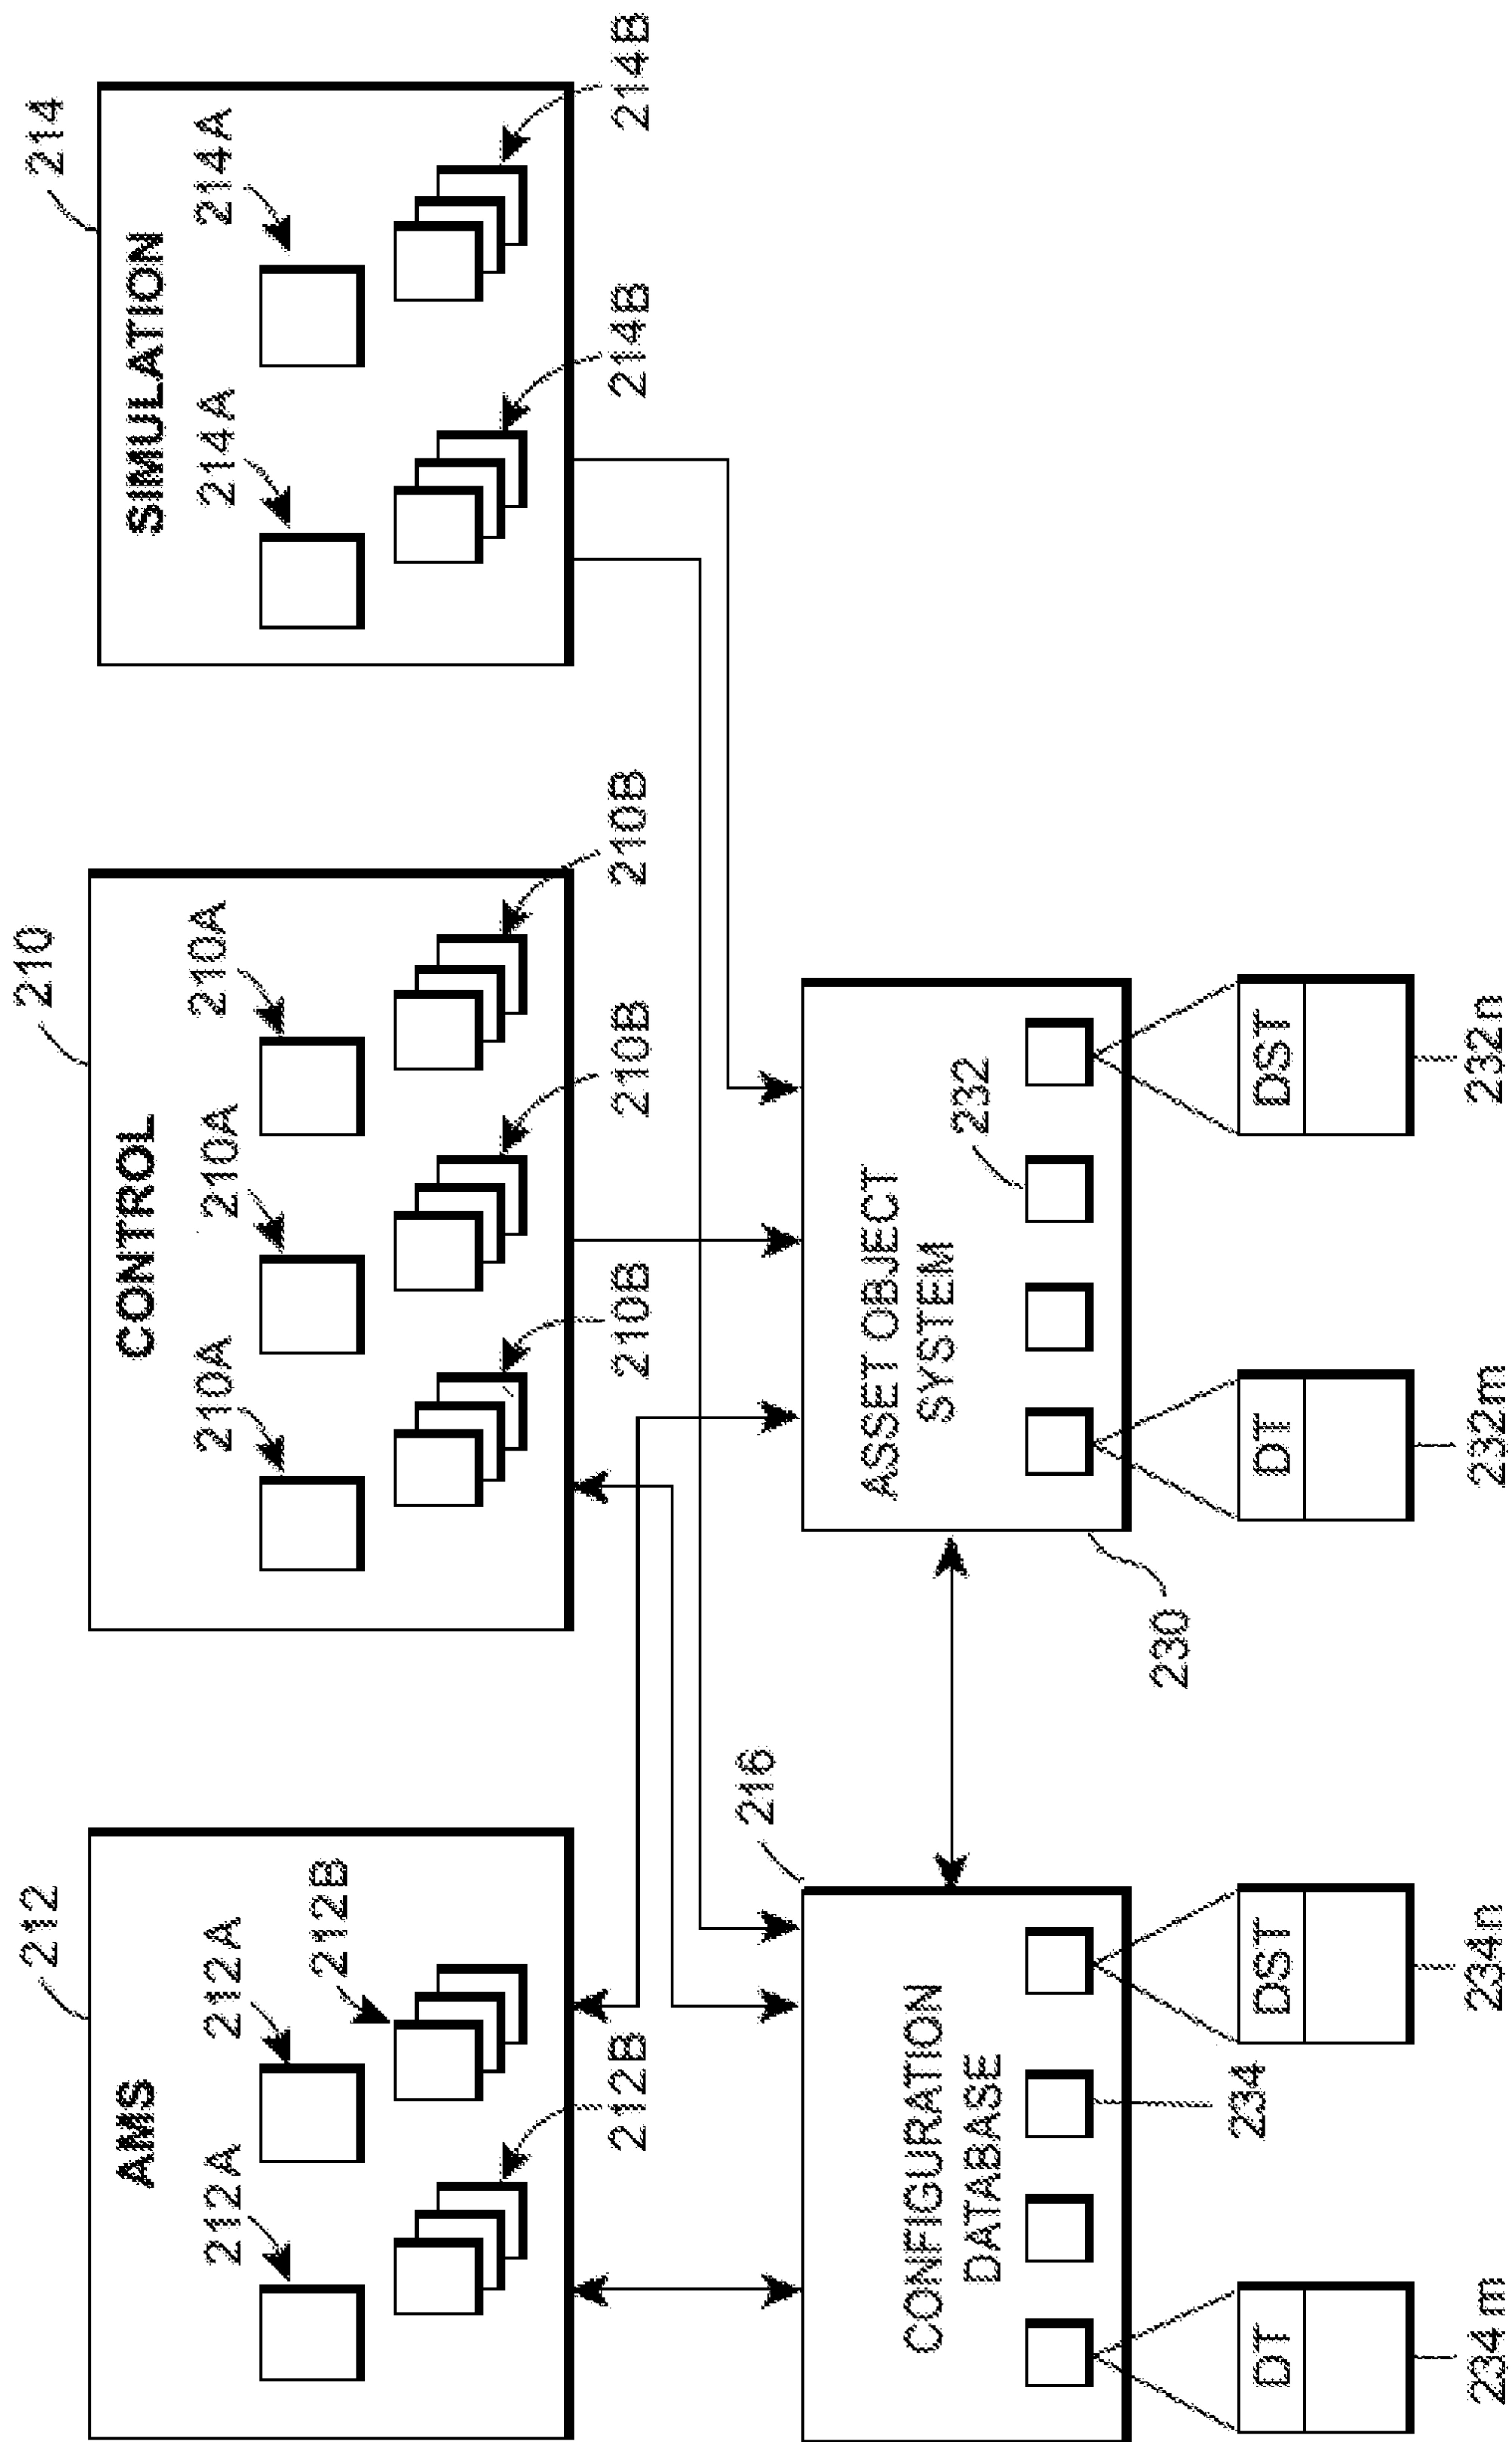 212
210
214
AMS
CONTROL
SIMULATION
212A
212A
210A
210A
210A
214A
214A
212B
212B
210B
210B
210B
214B
214B
216
CONFIGURATION
DATABASE
ASSET OBJECT
SYSTEM
232
230
234
DT
DST
DT
DST
234m
234n
232m
232n